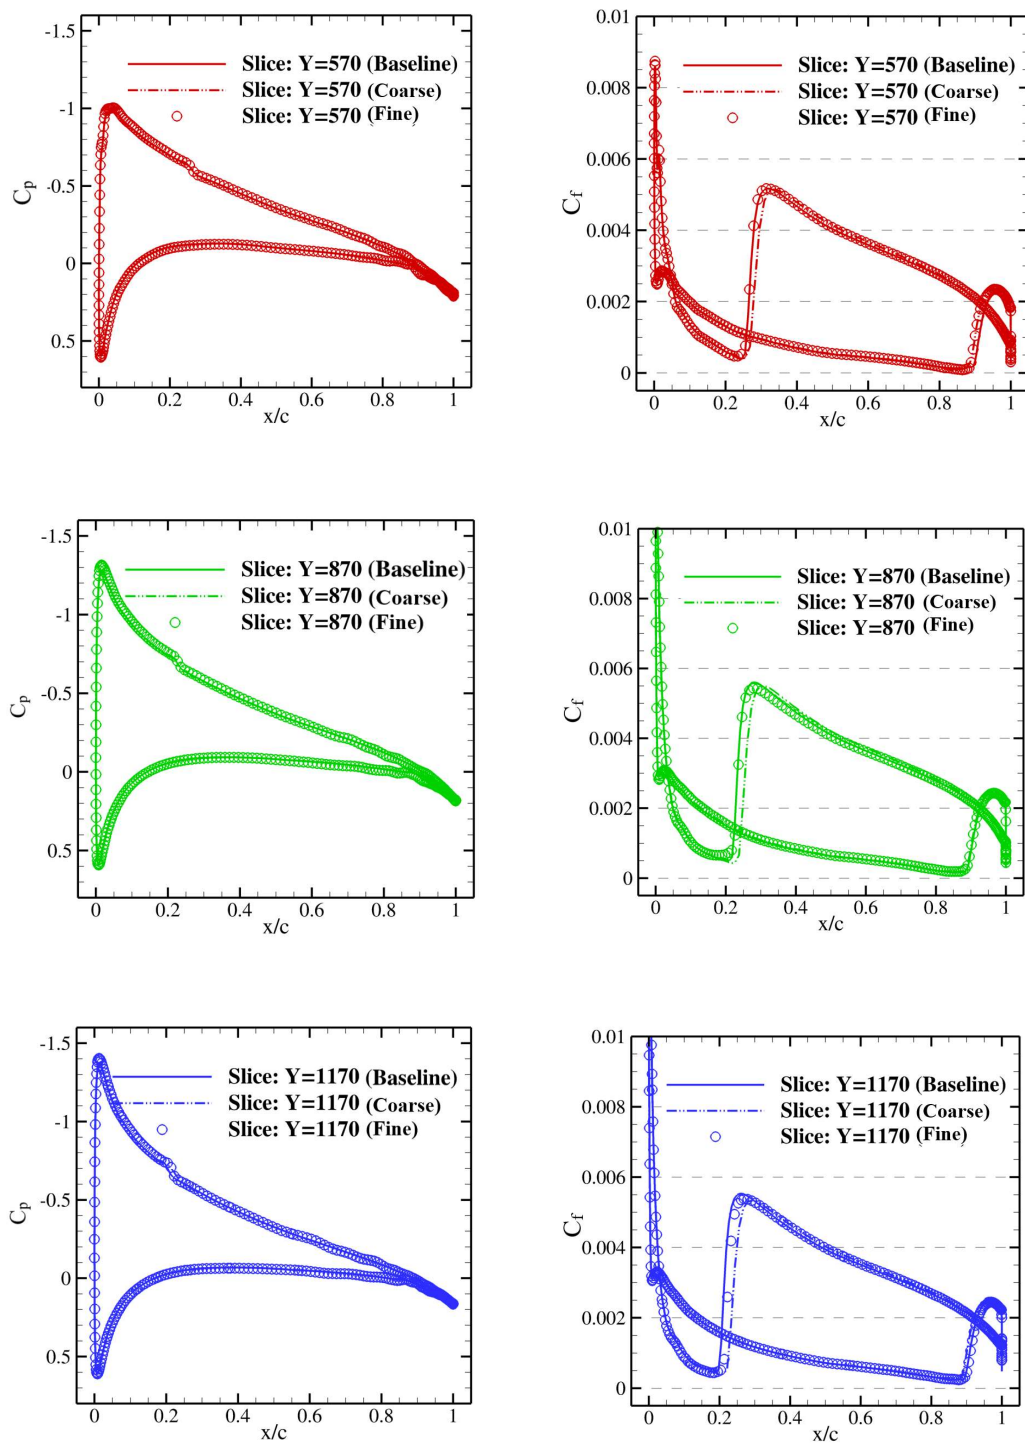 Slice: Y=570 (Baseline)
Slice: Y=570 (Coarse)
Slice: Y=570 (Fine)
-1.5
-1
-0.5
0
0.5
Cp
0 0.2 0.4 0.6 0.8 1
x/c
Slice: Y=570 (Baseline)
Slice: Y=570 (Coarse)
Slice: Y=570 (Fine)
0.01
0.008
0.006
0.004
0.002
0
Cf
0 0.2 0.4 0.6 0.8 1
x/c
Slice: Y=870 (Baseline)
Slice: Y=870 (Coarse)
Slice: Y=870 (Fine)
-1.5
-1
-0.5
0
0.5
Cp
0 0.2 0.4 0.6 0.8 1
x/c
Slice: Y=870 (Baseline)
Slice: Y=870 (Coarse)
Slice: Y=870 (Fine)
0.01
0.008
0.006
0.004
0.002
0
Cf
0 0.2 0.4 0.6 0.8 1
x/c
Slice: Y=1170 (Baseline)
Slice: Y=1170 (Coarse)
Slice: Y=1170 (Fine)
-1.5
-1
-0.5
0
0.5
Cp
0 0.2 0.4 0.6 0.8 1
x/c
Slice: Y=1170 (Baseline)
Slice: Y=1170 (Coarse)
Slice: Y=1170 (Fine)
0.01
0.008
0.006
0.004
0.002
0
Cf
0 0.2 0.4 0.6 0.8 1
x/c